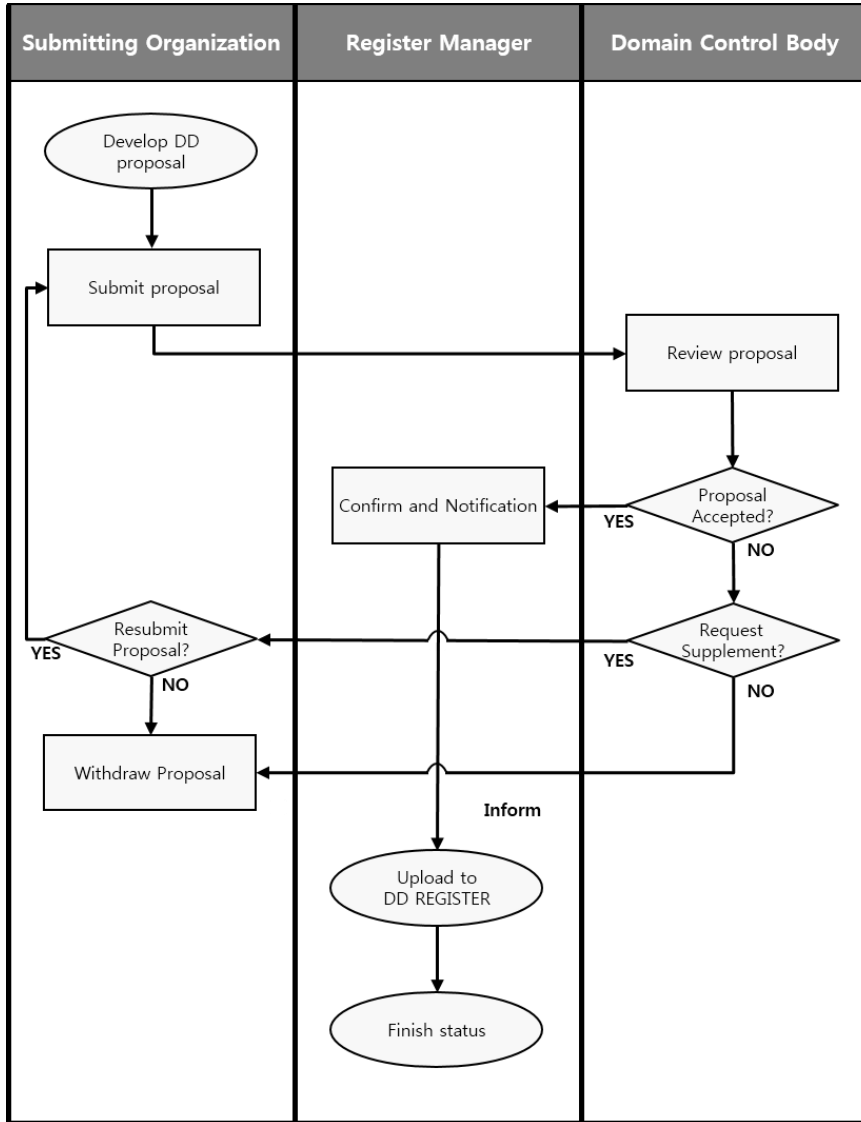 Submitting Organization
Register Manager
Domain Control Body
Develop DD
proposal
Submit proposal
Review proposal
Proposal
Accepted?
YES
NO
Confirm and Notification
Request
Supplement?
YES
NO
Resubmit
Proposal?
YES
NO
Withdraw Proposal
Inform
Upload to
DD REGISTER
Finish status